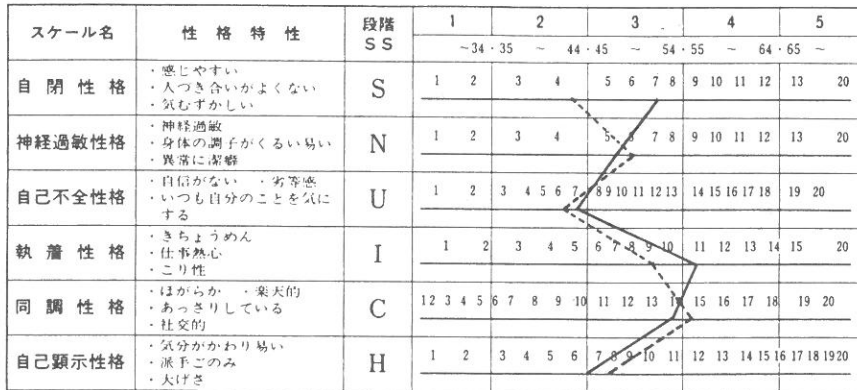 スケール名 性格特性 段階 SS 1 2 3 4 5
～34・35 ～ 44・45 ～ 54・55 ～ 64・65 ～
自閉性格 ・感じやすい S 1 2 3 4 5 6 7 8 9 10 11 12 13 20
・人づき合いがよくない
・気むずかしい
神経過敏性格 ・神経過敏 N 1 2 3 4 5 6 7 8 9 10 11 12 13 20
・身体の調子がくるい易い
・異常に潔癖
自己不全性格 ・自信がない ・劣等感 U 1 2 3 4 5 6 7 8 9 10 11 12 13 14 15 16 17 18 19 20
・いつも自分のことを気に
する
執着性格 ・きちょうめん I 1 2 3 4 5 6 7 8 9 10 11 12 13 14 15 20
・仕事熱心
・こり性
同調性格 ・ほがらか ・楽天的 C 1 2 3 4 5 6 7 8 9 10 11 12 13 14 15 16 17 18 19 20
・あっさりしている
・社交的
自己顕示性格 ・気分がかわり易い H 1 2 3 4 5 6 7 8 9 10 11 12 13 14 15 16 17 18 19 20
・派手ごのみ
・大げさ